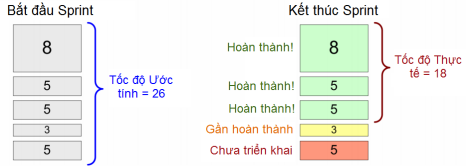 Bắt đầu Sprint
8
5
5
3
5
Tốc độ Ước
tính = 26
Kết thúc Sprint
Hoàn thành! 8
Hoàn thành! 5
Hoàn thành! 5
Gần hoàn thành 3
Chưa triển khai 5
Tốc độ Thực
tế = 18